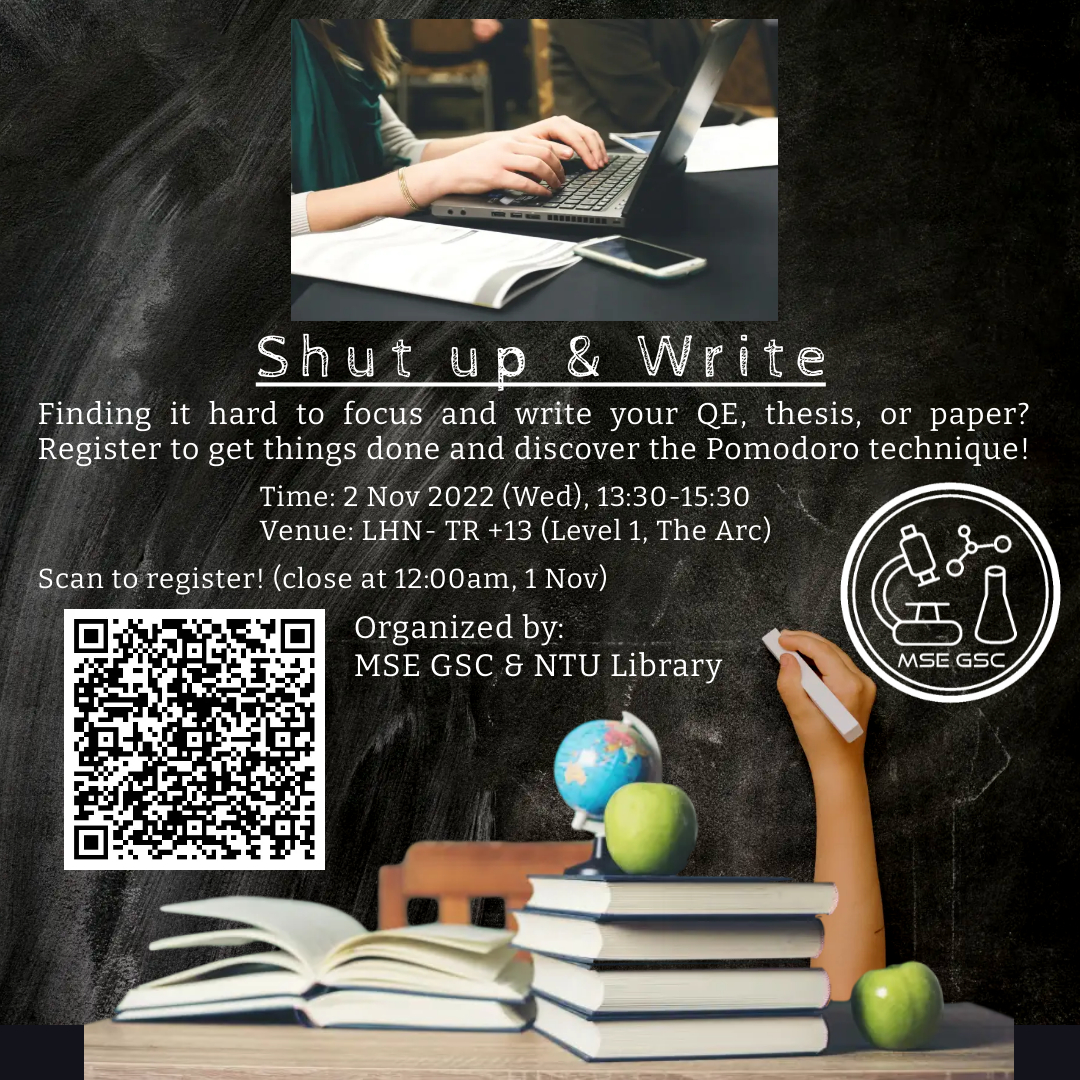 Shut up & Write
Finding it hard to focus and write your QE, thesis, or paper?
Register to get things done and discover the Pomodoro technique!
Time: 2 Nov 2022 (Wed), 13:30-15:30
Venue: LHN- TR +13 (Level 1, The Arc)
Scan to register! (close at 12:00am, 1 Nov)
Organized by:
MSE GSC & NTU Library
MSE GSC